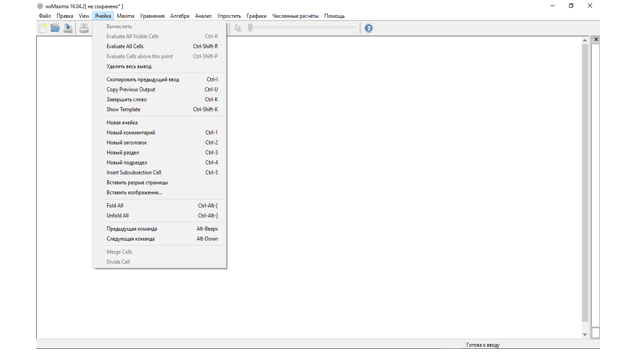 wxMaxima 16.04.2[ не сохранено* ]
Файл Правка View Ячейка Maxima Уравнения Алгебра Анализ Упростить Графики Численные расчёты Помощь
Вычислить
Evaluate All Visible Cells Ctrl-R
Evaluate All Cells Ctrl-Shift-R
Evaluate Cells above this point Ctrl-Shift-P
Удалить весь вывод
Скопировать предыдущий ввод Ctrl-I
Copy Previous Output Ctrl-U
Завершить слово Ctrl-K
Show Template Ctrl-Shift-K
Новая ячейка
Новый комментарий Ctrl-1
Новый заголовок Ctrl-2
Новый раздел Ctrl-3
Новый подраздел Ctrl-4
Insert Subsubsection Cell Ctrl-5
Вставить разрыв страницы
Вставить изображение...
Fold All Ctrl-Alt-[
Unfold All Ctrl-Alt-]
Предыдущая команда Alt-Вверх
Следующая команда Alt-Down
Merge Cells
Divide Cell
Готова к вводу